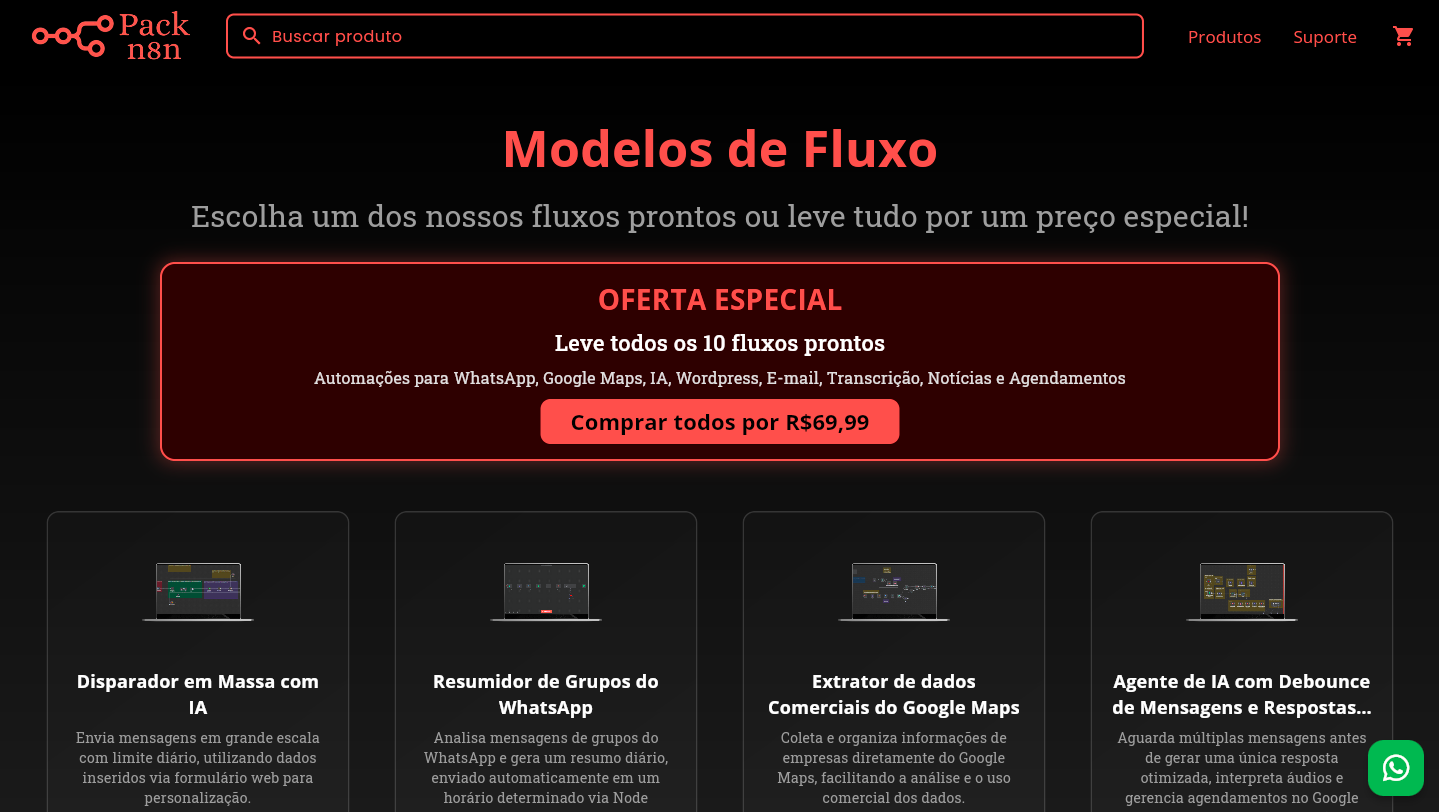 Pack
n8n
Buscar produto
Produtos
Suporte
Modelos de Fluxo
Escolha um dos nossos fluxos prontos ou leve tudo por um preço especial!
OFERTA ESPECIAL
Leve todos os 10 fluxos prontos
Automações para WhatsApp, Google Maps, IA, Wordpress, E-mail, Transcrição, Notícias e Agendamentos
Comprar todos por R$69,99
Disparador em Massa com
IA
Envia mensagens em grande escala
com limite diário, utilizando dados
inseridos via formulário web para
personalização.
Resumidor de Grupos do
WhatsApp
Analisa mensagens de grupos do
WhatsApp e gera um resumo diário,
enviado automaticamente em um
horário determinado via Node
Extrator de dados
Comerciais do Google Maps
Coleta e organiza informações de
empresas diretamente do Google
Maps, facilitando a análise e o uso
comercial dos dados.
Agente de IA com Debounce
de Mensagens e Respostas...
Aguarda múltiplas mensagens antes
de gerar uma única resposta
otimizada, interpreta áudios e
gerencia agendamentos no Google